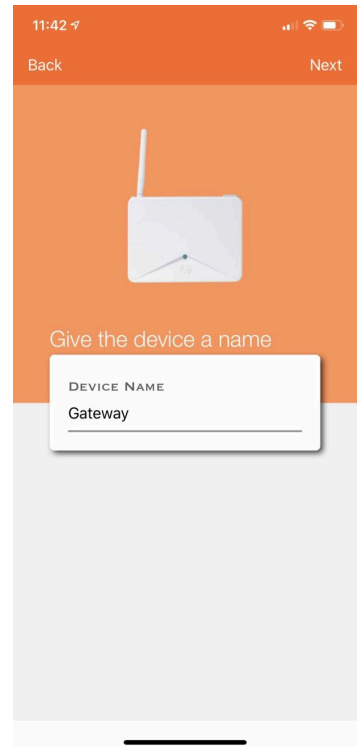 11:42
Back Next
Give the device a name
DEVICE NAME
Gateway